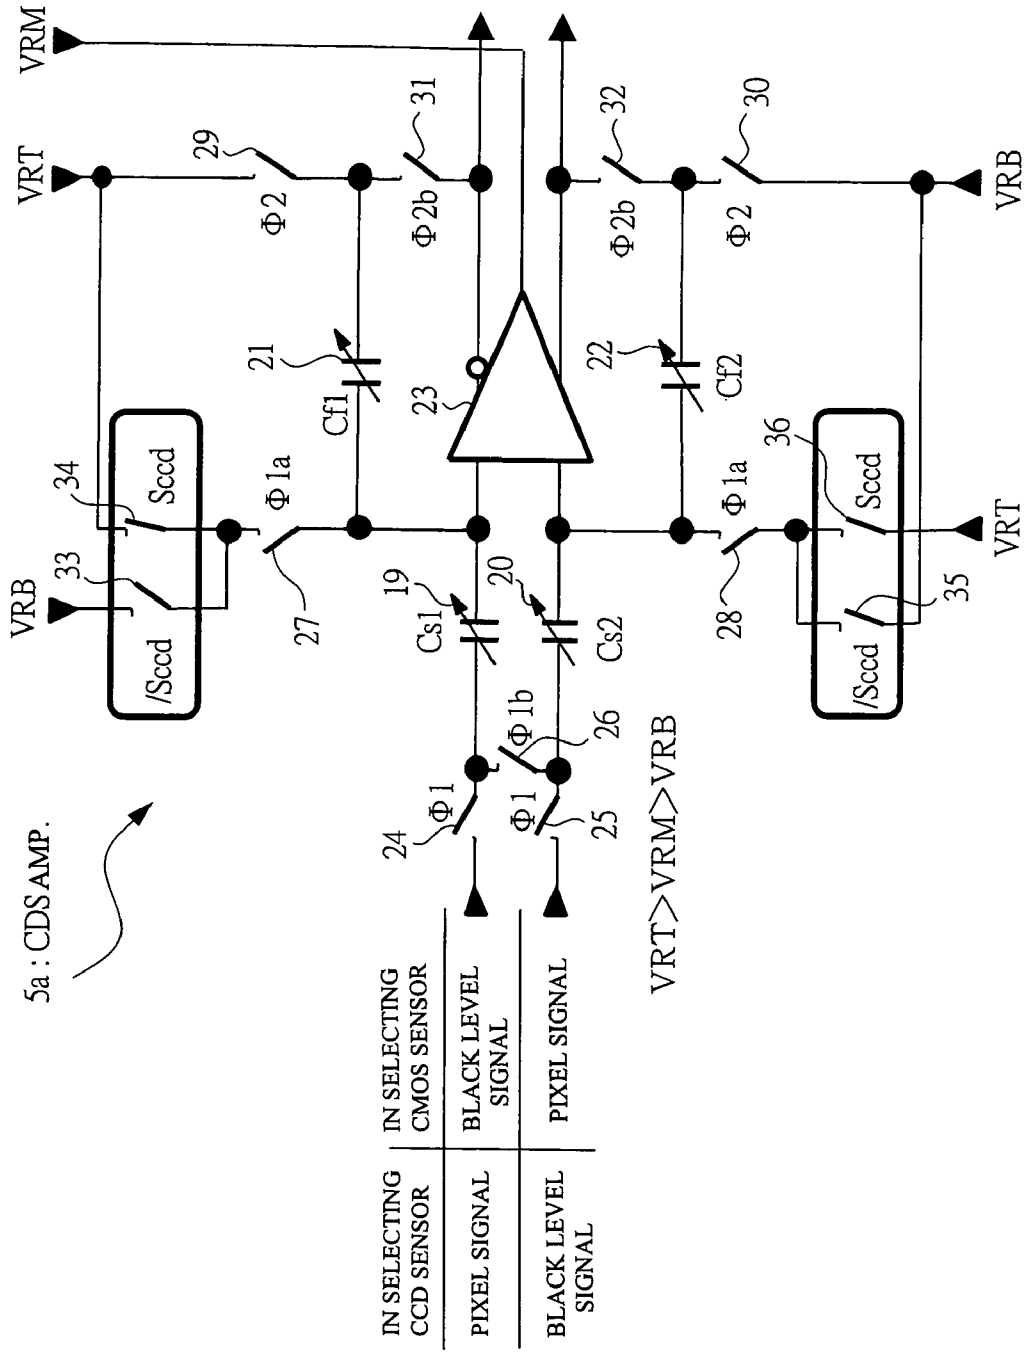 5a : CDS AMP.
VRB
VRT
VRM
33
34
/Sccd
Sccd
29
Φ2
27
Φ1a
21
Cf1
31
Φ2b
23
19
Cs1
24
Φ1
Φ1b
26
Φ1
25
20
Cs2
22
Cf2
32
Φ2b
30
Φ2
28
Φ1a
36
/Sccd
Sccd
35
VRT
VRB
IN SELECTING
CCD SENSOR
IN SELECTING
CMOS SENSOR
PIXEL SIGNAL
BLACK LEVEL
SIGNAL
BLACK LEVEL
SIGNAL
PIXEL SIGNAL
VRT>VRM>VRB